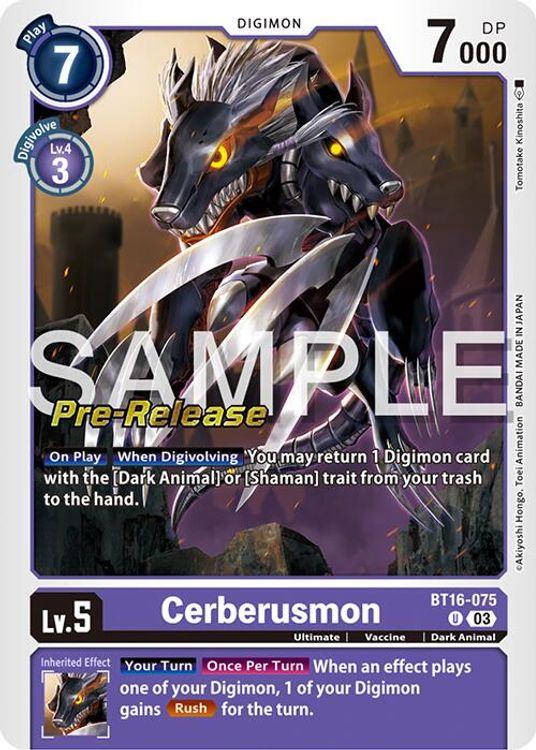 Play
7
DIGIMON
7000
DP
Digivolve
Lv.4
3
Tomotake Kinoshita
SAMPLE
Pre-Release
On Play When Digivolving You may return 1 Digimon card
with the [Dark Animal] or [Shaman] trait from your trash
to the hand.
©Akiyoshi Hongo, Toei Animation BANDAI MADE IN JAPAN
Lv.5
Cerberusmon
BT16-075
U 03
Ultimate | Vaccine | Dark Animal
Inherited Effect
Your Turn Once Per Turn When an effect plays
one of your Digimon, 1 of your Digimon
gains Rush for the turn.